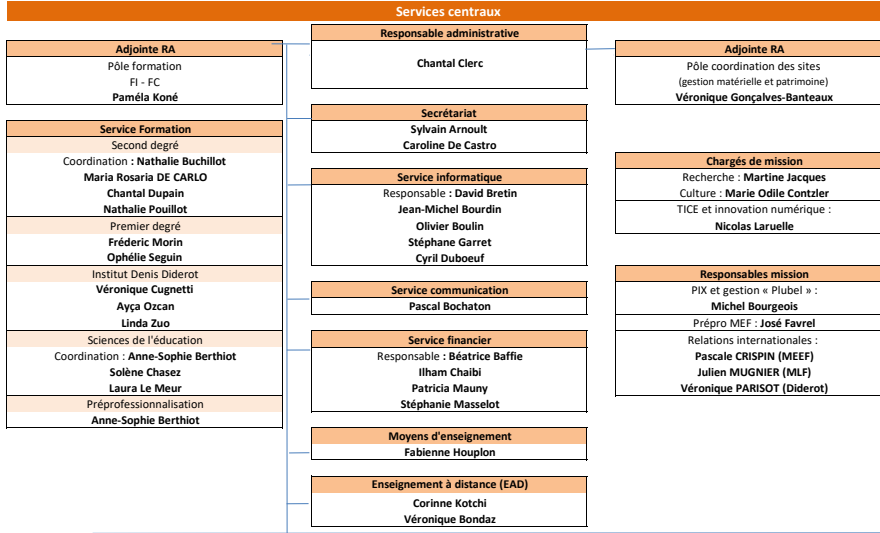 Services centraux
Adjointe RA
Pôle formation
FI - FC
Paméla Koné
Service Formation
Second degré
Coordination : Nathalie Buchillot
Maria Rosaria DE CARLO
Chantal Dupain
Nathalie Pouillot
Premier degré
Fréderic Morin
Ophélie Seguin
Institut Denis Diderot
Véronique Cugnetti
Ayça Ozcan
Linda Zuo
Sciences de l'éducation
Coordination : Anne-Sophie Berthiot
Solène Chasez
Laura Le Meur
Préprofessionnalisation
Anne-Sophie Berthiot
Responsable administrative
Chantal Clerc
Secrétariat
Sylvain Arnoult
Caroline De Castro
Service informatique
Responsable : David Bretin
Jean-Michel Bourdin
Olivier Boulin
Stéphane Garret
Cyril Duboeuf
Service communication
Pascal Bochaton
Service financier
Responsable : Béatrice Baffie
Ilham Chaibi
Patricia Mauny
Stéphanie Masselot
Moyens d'enseignement
Fabienne Houplon
Enseignement à distance (EAD)
Corinne Kotchi
Véronique Bondaz
Adjointe RA
Pôle coordination des sites
(gestion matérielle et patrimoine)
Véronique Gonçalves-Banteaux
Chargés de mission
Recherche : Martine Jacques
Culture : Marie Odile Contzler
TICE et innovation numérique :
Nicolas Laruelle
Responsables mission
PIX et gestion « Plubel » :
Michel Bourgeois
Prépro MEF : José Favrel
Relations internationales :
Pascale CRISPIN (MEEF)
Julien MUGNIER (MLF)
Véronique PARISOT (Diderot)